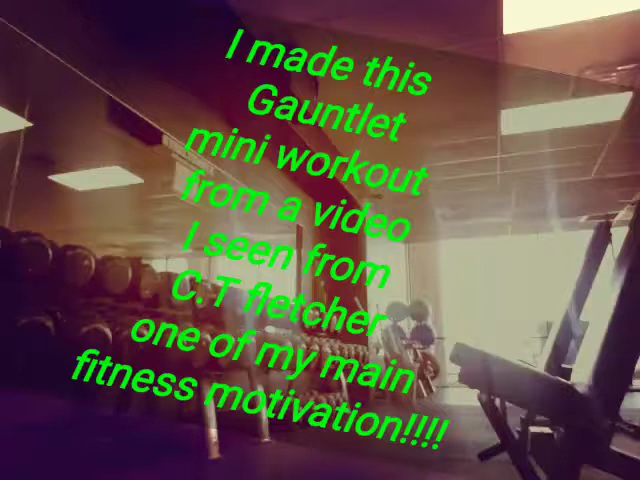 I made this
Gauntlet
mini workout
from a video
I seen from
C.T fletcher
one of my main
fitness motivation!!!!